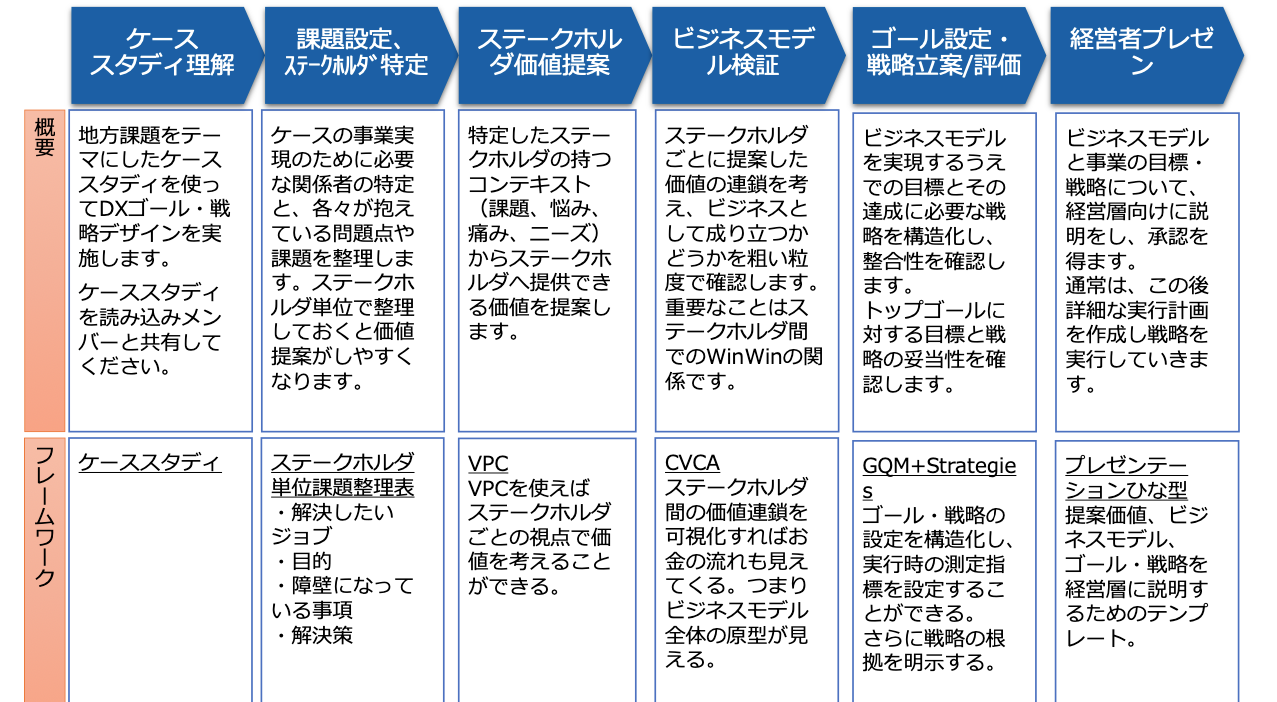 ケース
スタディ理解
課題設定、
ｽﾃｰｸﾎﾙﾀﾞ特定
ステークホル
ダ価値提案
ビジネスモデ
ル検証
ゴール設定・
戦略立案/評価
経営者プレゼ
ン
概要
地方課題をテー
マにしたケース
スタディを使っ
てDXゴール・戦
略デザインを実
施します。
ケーススタディ
を読み込みメン
バーと共有して
ください。
ケースの事業実
現のために必要
な関係者の特定
と、各々が抱え
ている問題点や
課題を整理しま
す。ステークホ
ルダ単位で整理
しておくと価値
提案がしやすく
なります。
特定したステー
クホルダの持つ
コンテキスト
（課題、悩み、
痛み、ニーズ）
からステークホ
ルダへ提供でき
る価値を提案し
ます。
ステークホルダ
ごとに提案した
価値の連鎖を考
え、ビジネスと
して成り立つか
どうかを粗い粒
度で確認します。
重要なことはス
テークホルダ間
でのWinWinの関
係です。
ビジネスモデル
を実現するうえ
での目標とその
達成に必要な戦
略を構造化し、
整合性を確認し
ます。
トップゴールに
対する目標と戦
略の妥当性を確
認します。
ビジネスモデル
と事業の目標・
戦略について、
経営層向けに説
明をし、承認を
得ます。
通常は、この後
詳細な実行計画
を作成し戦略を
実行していきま
す。
フレームワーク
ケーススタディ
ステークホルダ
単位課題整理表
・解決したい
ジョブ
・目的
・障壁になって
いる事項
・解決策
VPC
VPCを使えば
ステークホルダ
ごとの視点で価
値を考えること
ができる。
CVCA
ステークホルダ
間の価値連鎖を
可視化すればお
金の流れも見え
てくる。つまり
ビジネスモデル
全体の原型が見
える。
GQM+Strategie
s
ゴール・戦略の
設定を構造化し、
実行時の測定指
標を設定するこ
とができる。
さらに戦略の根
拠を明示する。
プレゼンテー
ションひな型
提案価値、ビジ
ネスモデル、
ゴール・戦略を
経営層に説明す
るためのテンプ
レート。